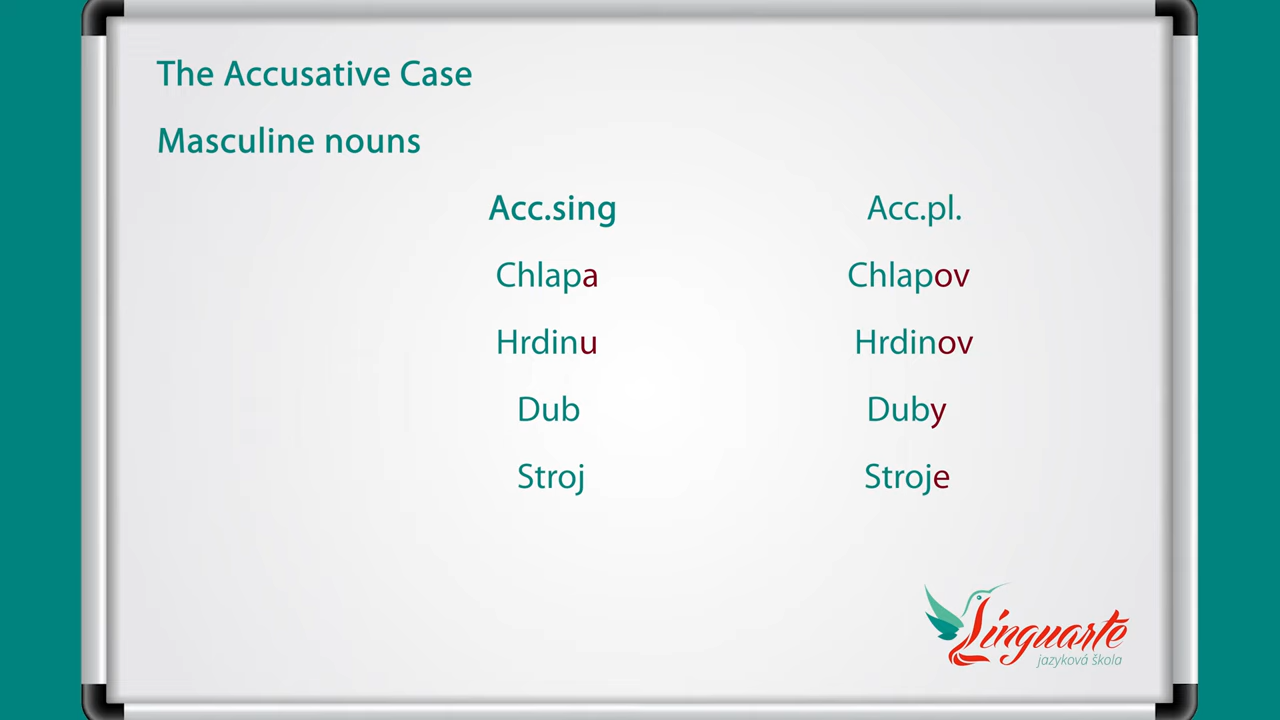 The Accusative Case
Masculine nouns
Acc.sing Acc.pl.
Chlapa Chlapov
Hrdinu Hrdinov
Dub Duby
Stroj Stroje
Linguarte
jazyková škola